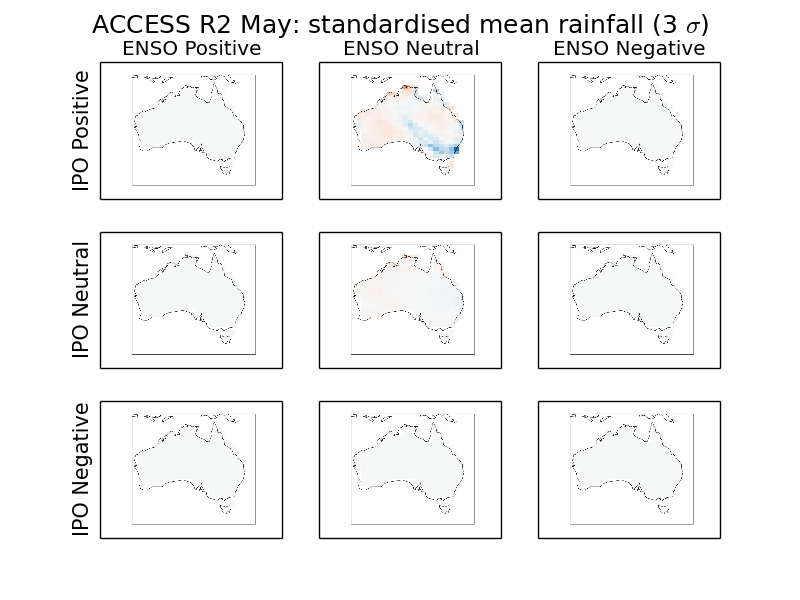 ACCESS R2 May: standardised mean rainfall (3 σ)
ENSO Positive
ENSO Neutral
ENSO Negative
IPO Positive
IPO Neutral
IPO Negative